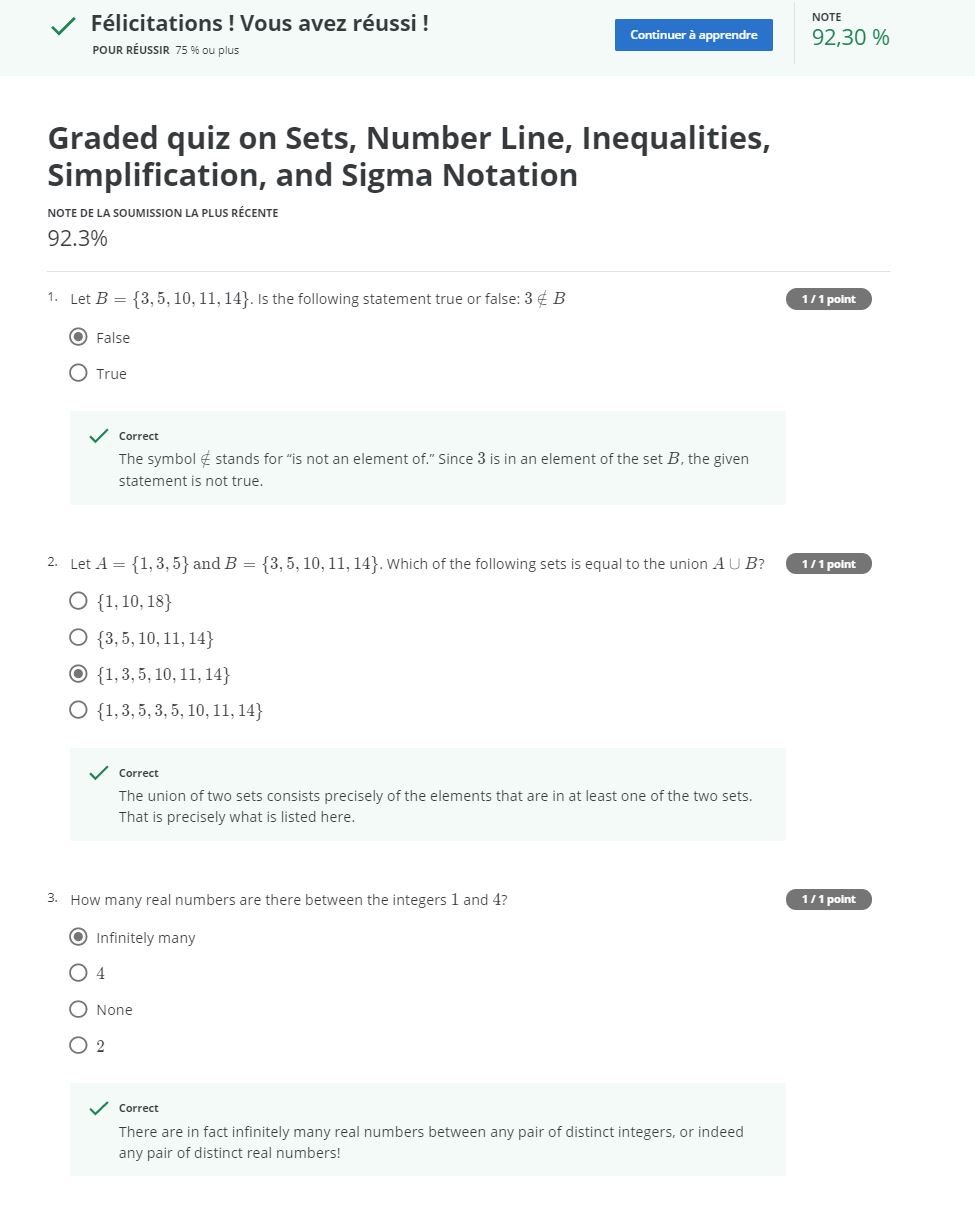 Félicitations ! Vous avez réussi !
POUR RÉUSSIR 75 % ou plus
Continuer à apprendre
NOTE
92,30 %
Graded quiz on Sets, Number Line, Inequalities,
Simplification, and Sigma Notation
NOTE DE LA SOUMISSION LA PLUS RÉCENTE
92.3%
1. Let B = {3, 5, 10, 11, 14}. Is the following statement true or false: 3 ∉ B
1 / 1 point
False
True
Correct
The symbol ∉ stands for “is not an element of.” Since 3 is in an element of the set B, the given
statement is not true.
2. Let A = {1, 3, 5} and B = {3, 5, 10, 11, 14}. Which of the following sets is equal to the union A ∪ B?
1 / 1 point
{1, 10, 18}
{3, 5, 10, 11, 14}
{1, 3, 5, 10, 11, 14}
{1, 3, 5, 3, 5, 10, 11, 14}
Correct
The union of two sets consists precisely of the elements that are in at least one of the two sets.
That is precisely what is listed here.
3. How many real numbers are there between the integers 1 and 4?
1 / 1 point
Infinitely many
4
None
2
Correct
There are in fact infinitely many real numbers between any pair of distinct integers, or indeed
any pair of distinct real numbers!